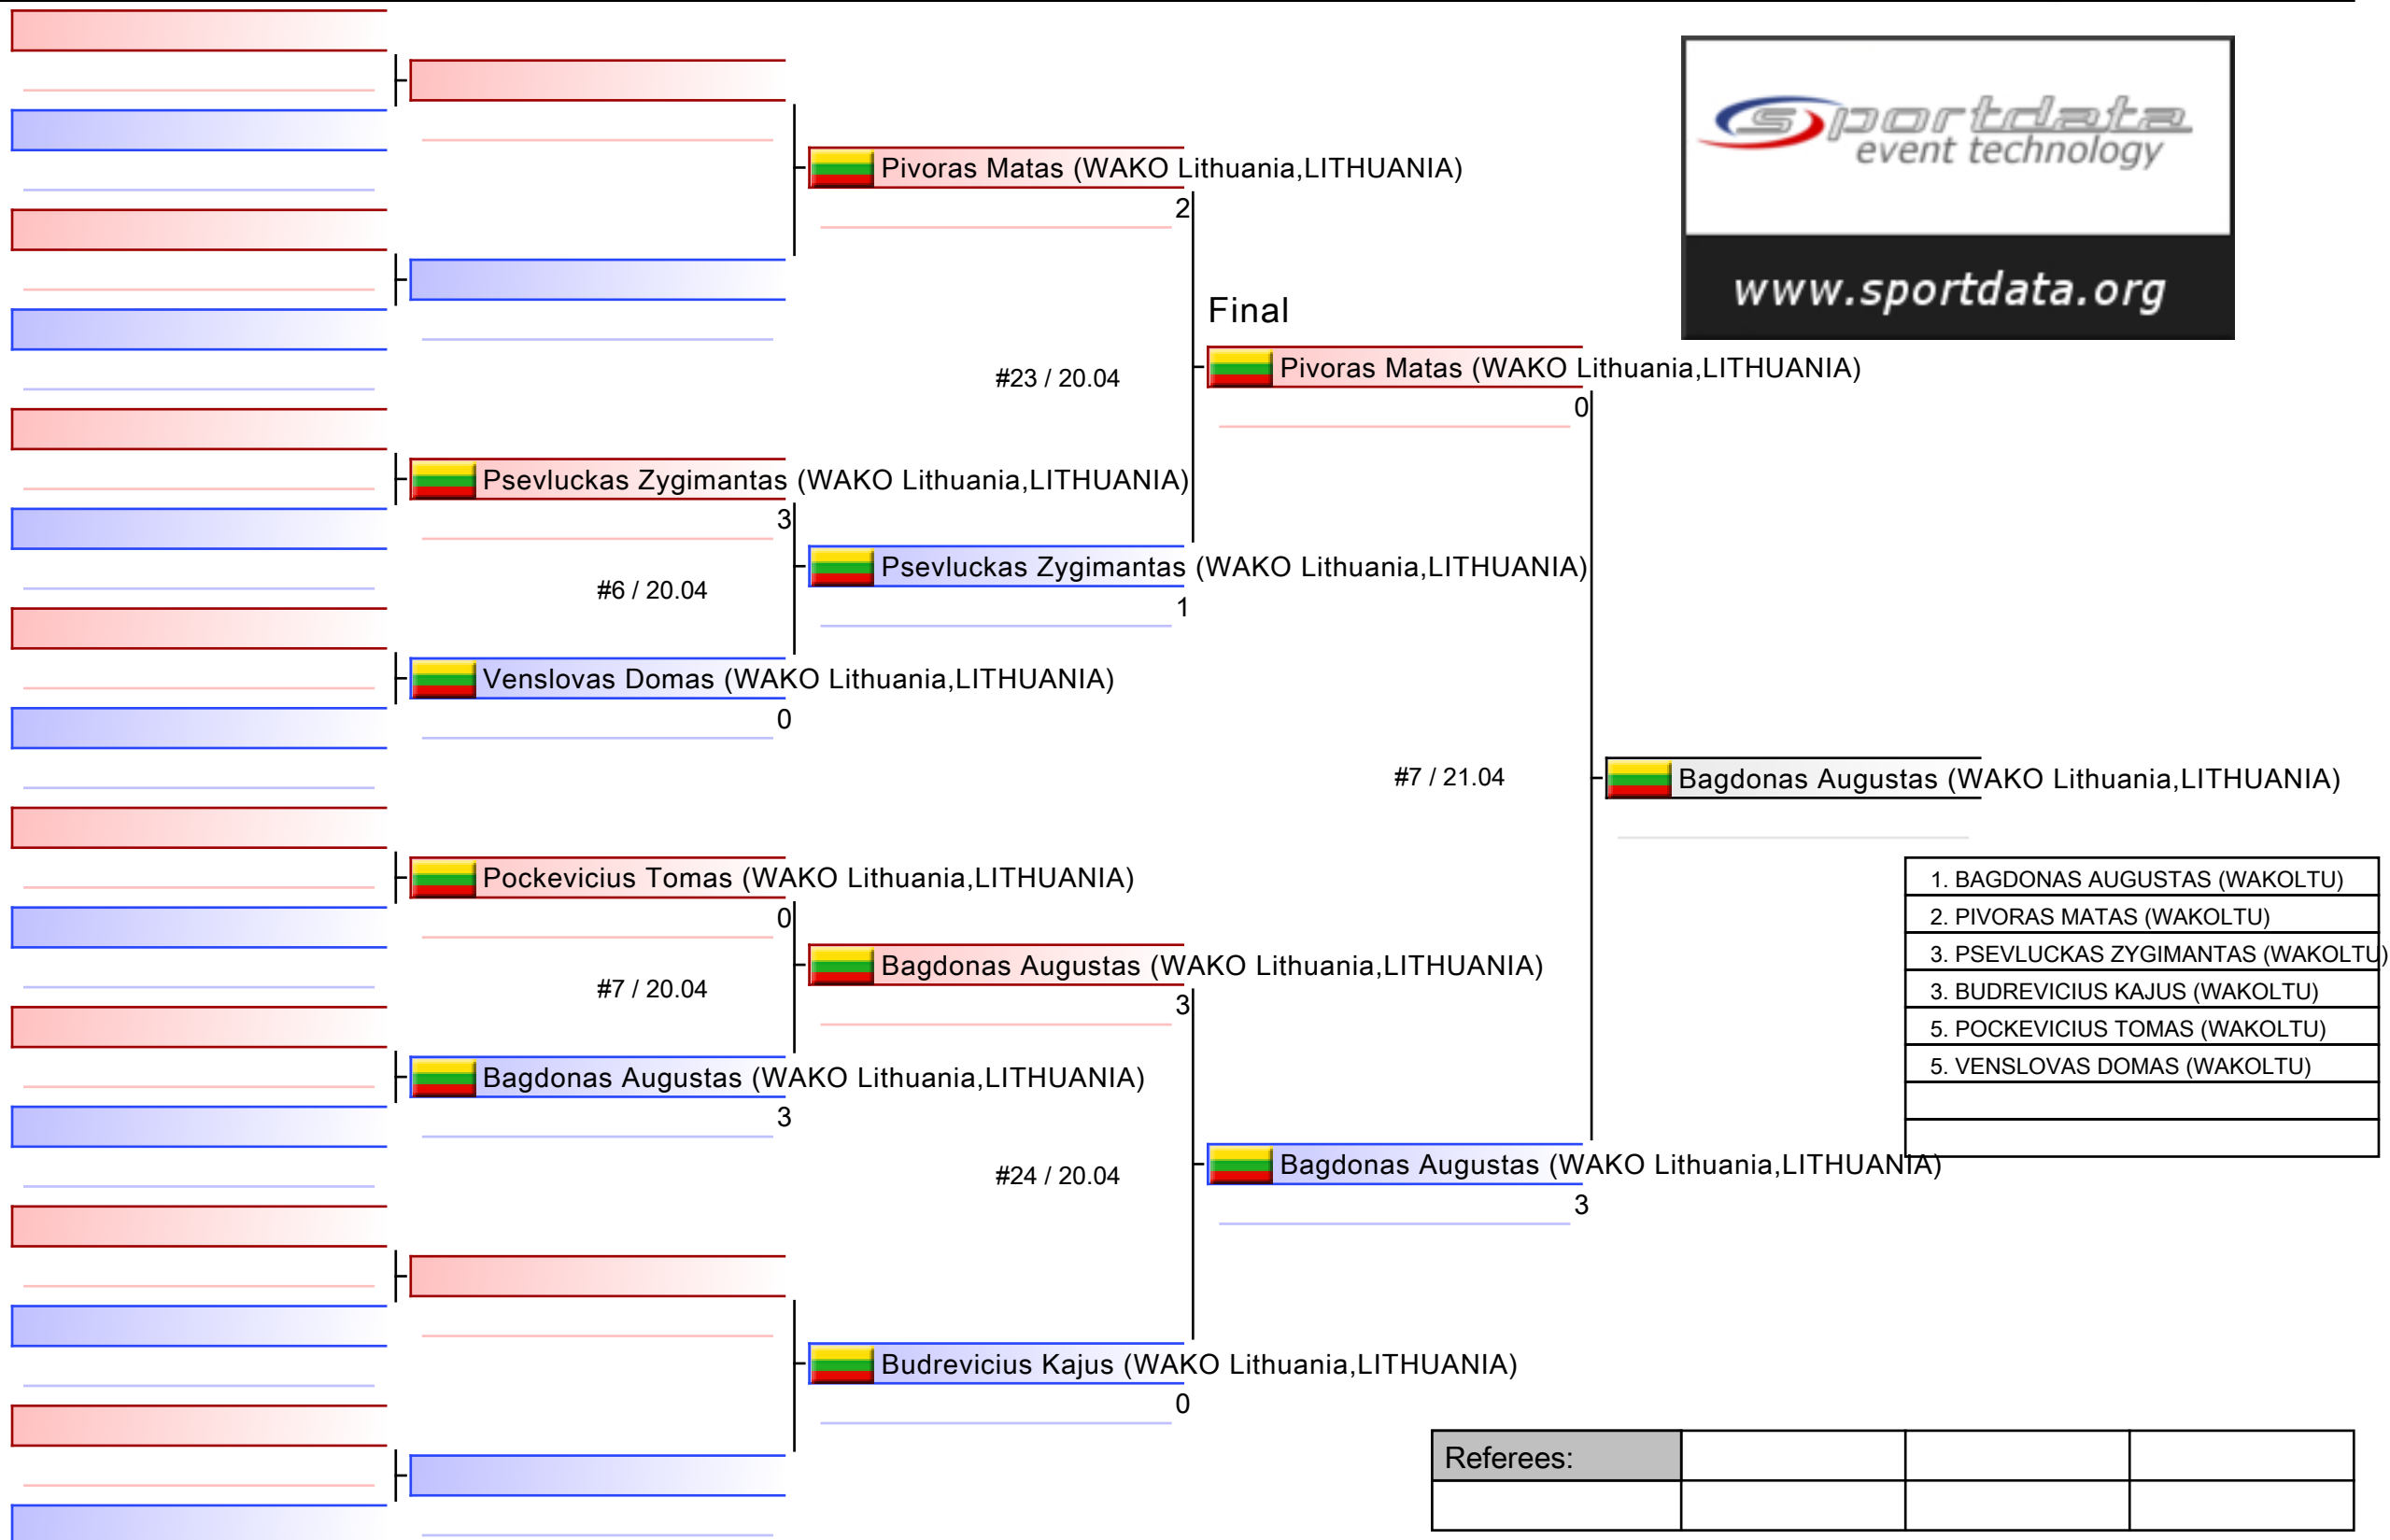 sportdata
event technology
www.sportdata.org
Pivoras Matas (WAKO Lithuania,LITHUANIA)
2
Final
#23 / 20.04
Pivoras Matas (WAKO Lithuania,LITHUANIA)
0
Psevluckas Zygimantas (WAKO Lithuania,LITHUANIA)
3
#6 / 20.04
Psevluckas Zygimantas (WAKO Lithuania,LITHUANIA)
1
Venslovas Domas (WAKO Lithuania,LITHUANIA)
0
#7 / 21.04
Bagdonas Augustas (WAKO Lithuania,LITHUANIA)
Pockevicius Tomas (WAKO Lithuania,LITHUANIA)
0
#7 / 20.04
Bagdonas Augustas (WAKO Lithuania,LITHUANIA)
3
Bagdonas Augustas (WAKO Lithuania,LITHUANIA)
3
#24 / 20.04
Bagdonas Augustas (WAKO Lithuania,LITHUANIA)
3
Budrevicius Kajus (WAKO Lithuania,LITHUANIA)
0
1. BAGDONAS AUGUSTAS (WAKOLTU)
2. PIVORAS MATAS (WAKOLTU)
3. PSEVLUCKAS ZYGIMANTAS (WAKOLTU)
3. BUDREVICIUS KAJUS (WAKOLTU)
5. POCKEVICIUS TOMAS (WAKOLTU)
5. VENSLOVAS DOMAS (WAKOLTU)
Referees: